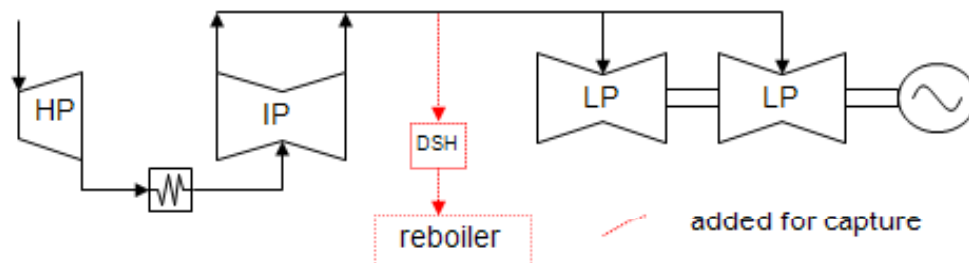 HP
IP
LP
LP
DSH
reboiler
added for capture